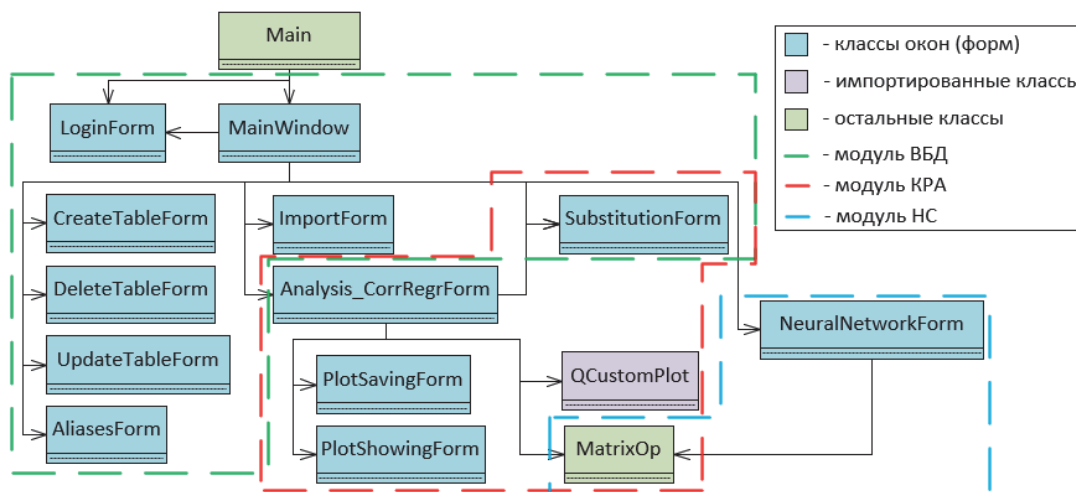 Main
- классы окон (форм)
- импортированные классы
- остальные классы
- модуль ВБД
- модуль КРА
- модуль НС
LoginForm
MainWindow
CreateTableForm
ImportForm
SubstitutionForm
DeleteTableForm
Analysis_CorrRegrForm
NeuralNetworkForm
UpdateTableForm
PlotSavingForm
QCustomPlot
AliasesForm
PlotShowingForm
MatrixOp